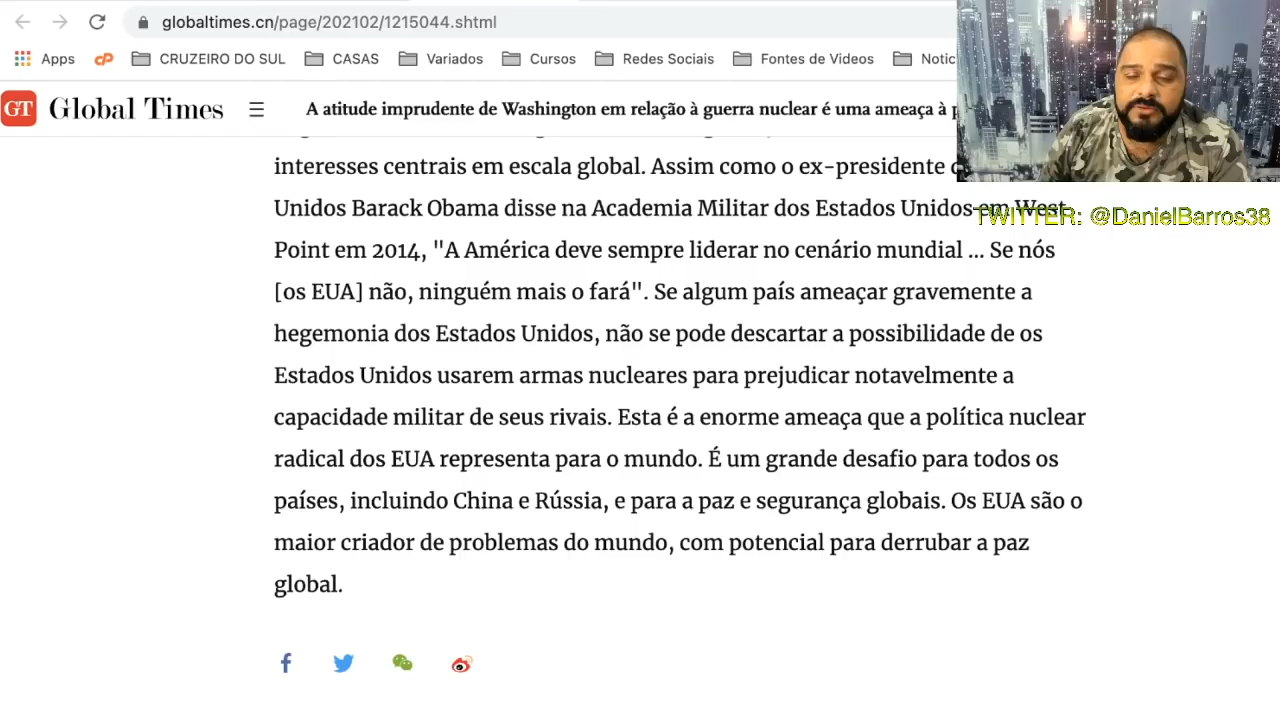 globaltimes.cn/page/202102/1215044.shtml
Apps CRUZEIRO DO SUL CASAS Variados Cursos Redes Sociais Fontes de Videos Notic
GT Global Times A atitude imprudente de Washington em relação à guerra nuclear é uma ameaça à p
interesses centrais em escala global. Assim como o ex-presidente
Unidos Barack Obama disse na Academia Militar dos Estados Unidos em West
TWITTER: @DanielBarros38
Point em 2014, "A América deve sempre liderar no cenário mundial ... Se nós
[os EUA] não, ninguém mais o fará". Se algum país ameaçar gravemente a
hegemonia dos Estados Unidos, não se pode descartar a possibilidade de os
Estados Unidos usarem armas nucleares para prejudicar notavelmente a
capacidade militar de seus rivais. Esta é a enorme ameaça que a política nuclear
radical dos EUA representa para o mundo. É um grande desafio para todos os
países, incluindo China e Rússia, e para a paz e segurança globais. Os EUA são o
maior criador de problemas do mundo, com potencial para derrubar a paz
global.